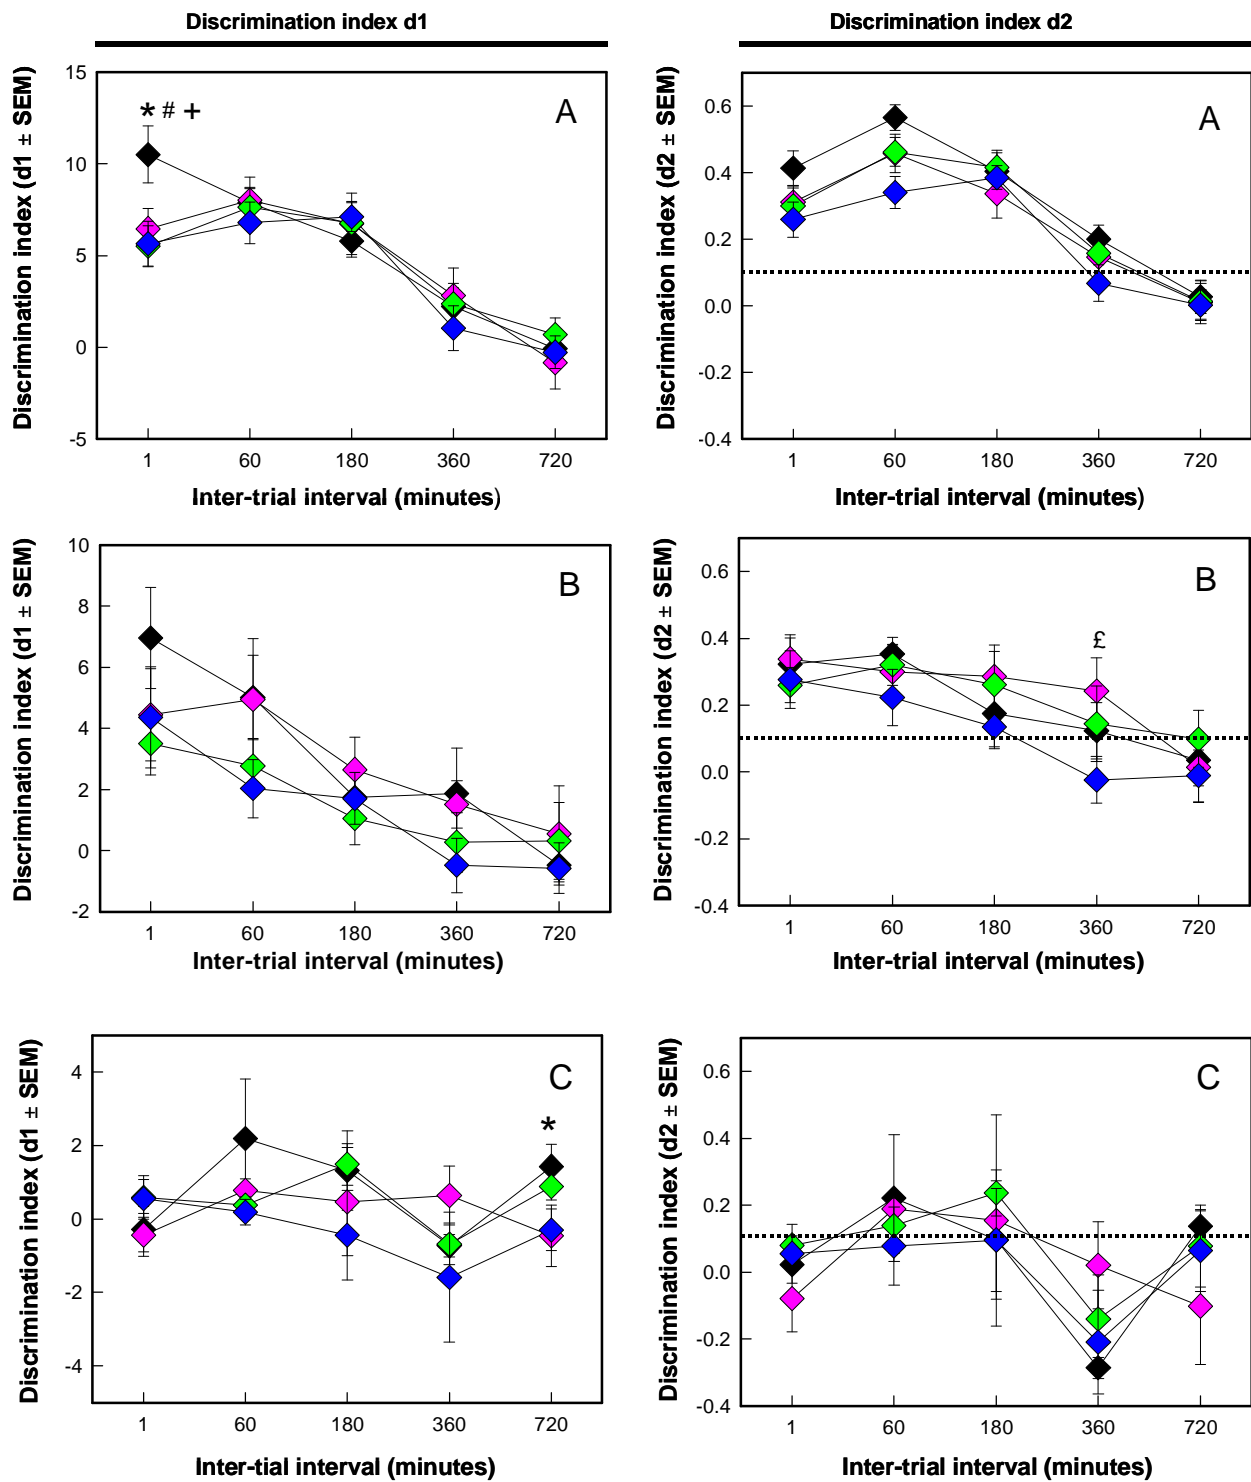 Discrimination index d1
Discrimination index d2
Discrimination index (d1 ± SEM)
15
10
5
0
-5
* # +
A
1 60 180 360 720
Inter-trial interval (minutes)
Discrimination index (d2 ± SEM)
0.6
0.4
0.2
0.0
-0.2
-0.4
A
1 60 180 360 720
Inter-trial interval (minutes)
Discrimination index (d1 ± SEM)
10
8
6
4
2
0
-2
B
1 60 180 360 720
Inter-trial interval (minutes)
Discrimination index (d2 ± SEM)
0.6
0.4
0.2
0.0
-0.2
-0.4
B
£
1 60 180 360 720
Inter-trial interval (minutes)
Discrimination index (d1 ± SEM)
4
2
0
-2
-4
C
*
1 60 180 360 720
Inter-tial interval (minutes)
Discrimination index (d2 ± SEM)
0.6
0.4
0.2
0.0
-0.2
-0.4
C
1 60 180 360 720
Inter-trial interval (minutes)